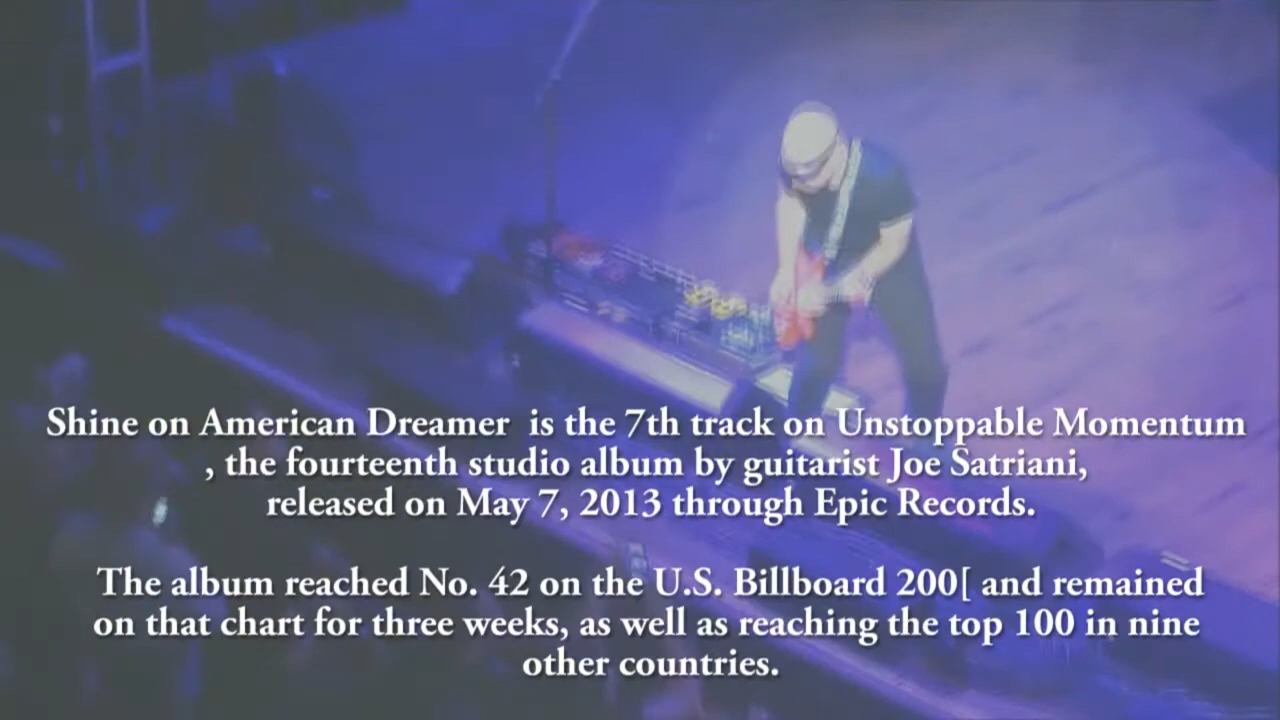 Shine on American Dreamer  is the 7th track on Unstoppable Momentum
, the fourteenth studio album by guitarist Joe Satriani,
released on May 7, 2013 through Epic Records.
The album reached No. 42 on the U.S. Billboard 200[ and remained
on that chart for three weeks, as well as reaching the top 100 in nine
other countries.